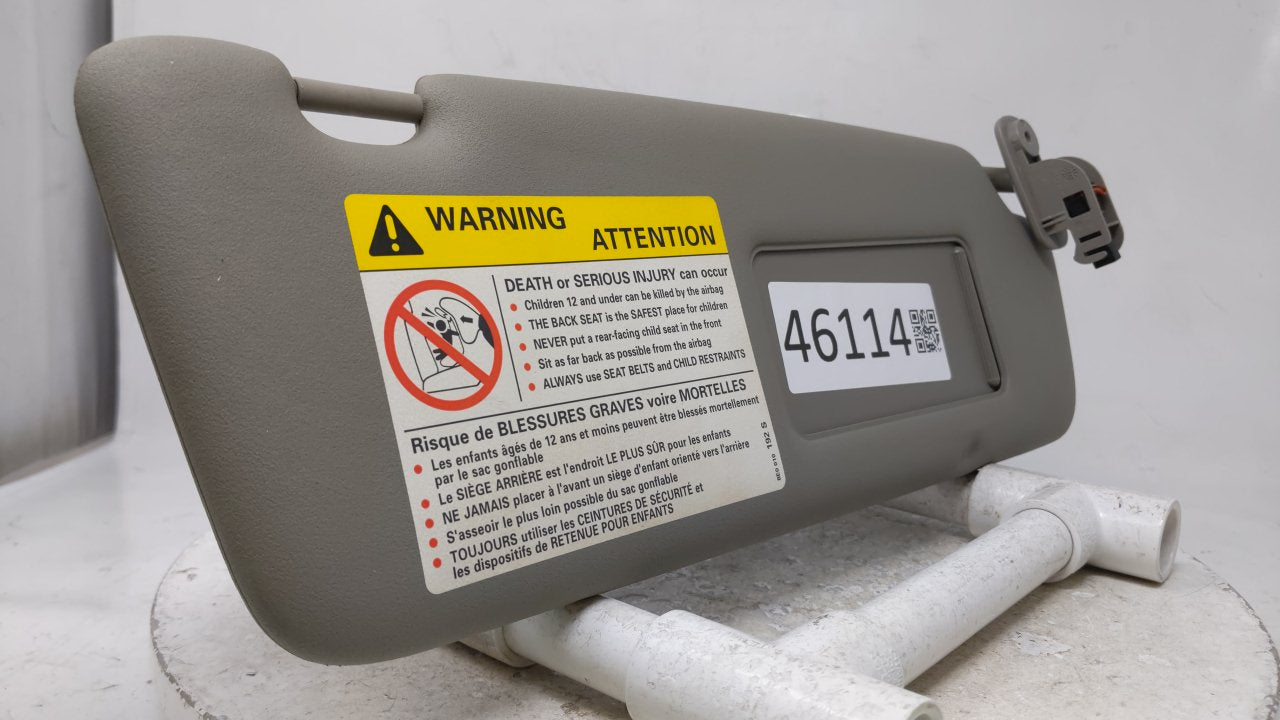 WARNING
ATTENTION
DEATH or SERIOUS INJURY can occur
Children 12 and under can be killed by the airbag
THE BACK SEAT is the SAFEST place for children
NEVER put a rear-facing child seat in the front
Sit as far back as possible from the airbag
ALWAYS use SEAT BELTS and CHILD RESTRAINTS
Risque de BLESSURES GRAVES voire MORTELLES
Les enfants âgés de 12 ans et moins peuvent être blessés mortellement
par le sac gonflable
Le SIÈGE ARRIÈRE est l'endroit LE PLUS SÛR pour les enfants
NE JAMAIS placer à l'avant un siège d'enfant orienté vers l'arrière
S'asseoir le plus loin possible du sac gonflable
TOUJOURS utiliser les CEINTURES DE SÉCURITÉ et
les dispositifs de RETENUE POUR ENFANTS
8E0 010 192 S
46114